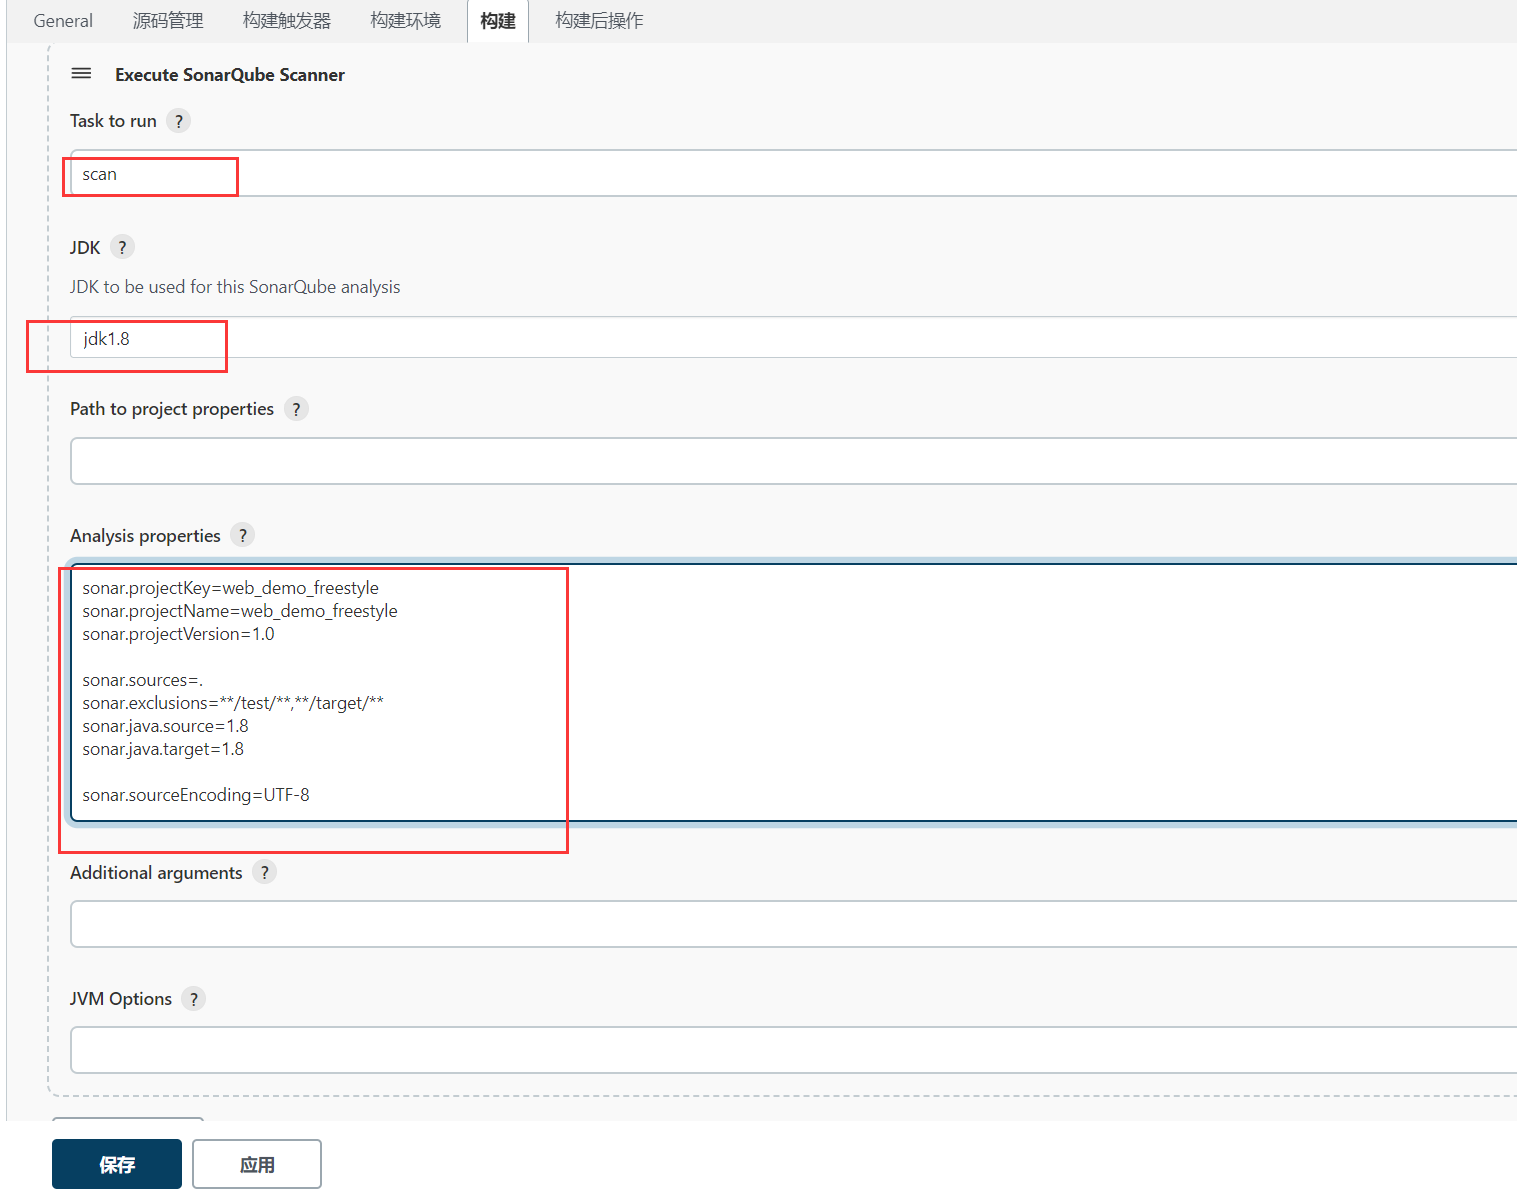 General 源码管理 构建触发器 构建环境 构建 构建后操作
Execute SonarQube Scanner
Task to run ?
scan
JDK ?
JDK to be used for this SonarQube analysis
jdk1.8
Path to project properties ?
Analysis properties ?
sonar.projectKey=web_demo_freestyle
sonar.projectName=web_demo_freestyle
sonar.projectVersion=1.0
sonar.sources=.
sonar.exclusions=**/test/**,**/target/**
sonar.java.source=1.8
sonar.java.target=1.8
sonar.sourceEncoding=UTF-8
Additional arguments ?
JVM Options ?
保存 应用